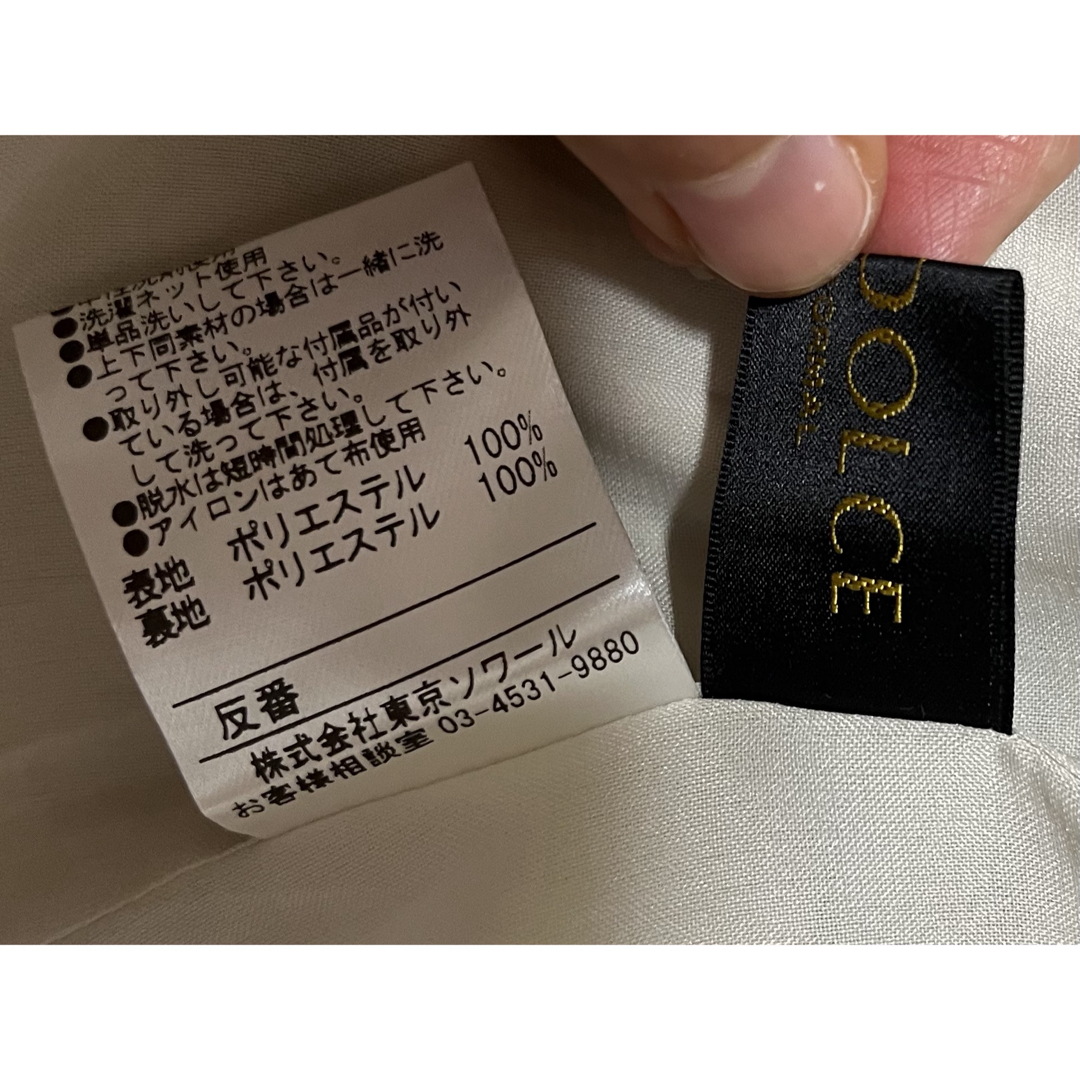 ●中性洗剤使用
●洗濯ネット使用
●単品洗いして下さい。
●上下同素材の場合は一緒に洗
って下さい。
●取り外し可能な付属品が付い
ている場合は、付属を取り外
して洗って下さい。
●脱水は短時間処理して下さい。
●アイロンはあて布使用
表地 ポリエステル 100%
裏地 ポリエステル 100%
反番
株式会社東京ソワール
お客様相談室 03-4531-9880
DOLCE